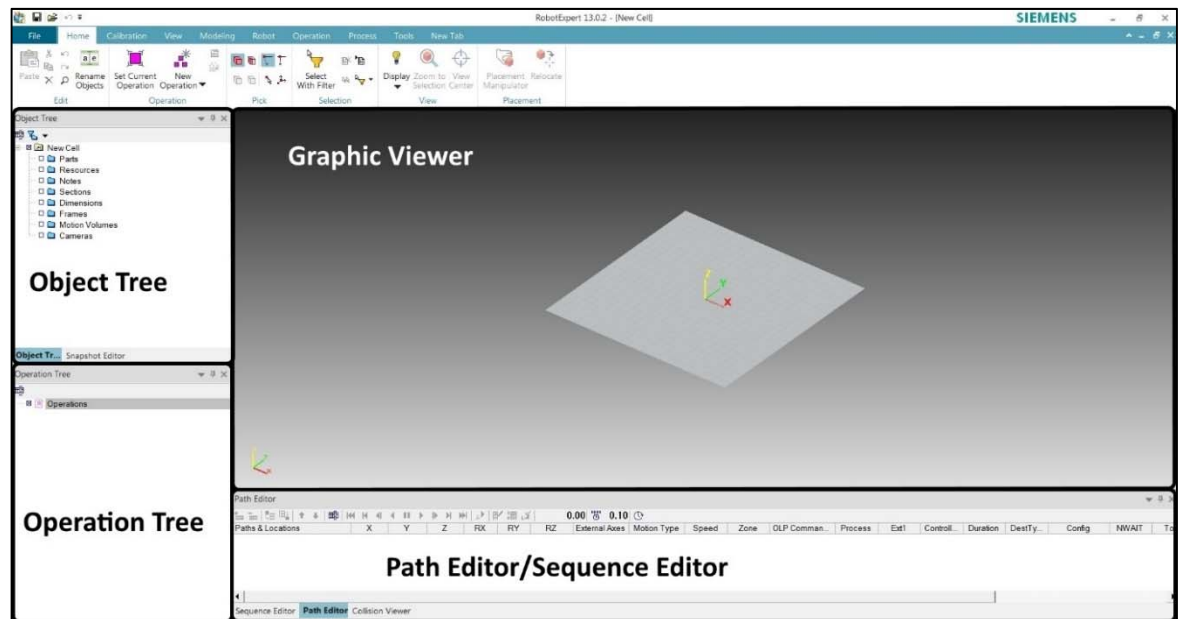 RobotExpert 13.0.2 - [New Cell]
SIEMENS
File Home Calibration View Modeling Robot Operation Process Tools New Tab
Paste
Rename Objects
Set Current Operation
New Operation
Select With Filter
Display
Zoom to Selection
View Center
Placement Manipulator
Relocate
Edit Operation Pick Selection View Placement
Object Tree
New Cell
Parts
Resources
Notes
Sections
Dimensions
Frames
Motion Volumes
Cameras
Object Tree
Object Tr... Snapshot Editor
Graphic Viewer
Z
Y
X
Operation Tree
Operations
Operation Tree
Path Editor
0.00 0.10
Paths & Locations X Y Z RX RY RZ External Axes Motion Type Speed Zone OLP Comman... Process Ext1 Controll... Duration DestTy... Config NWAIT To
Path Editor/Sequence Editor
Sequence Editor Path Editor Collision Viewer